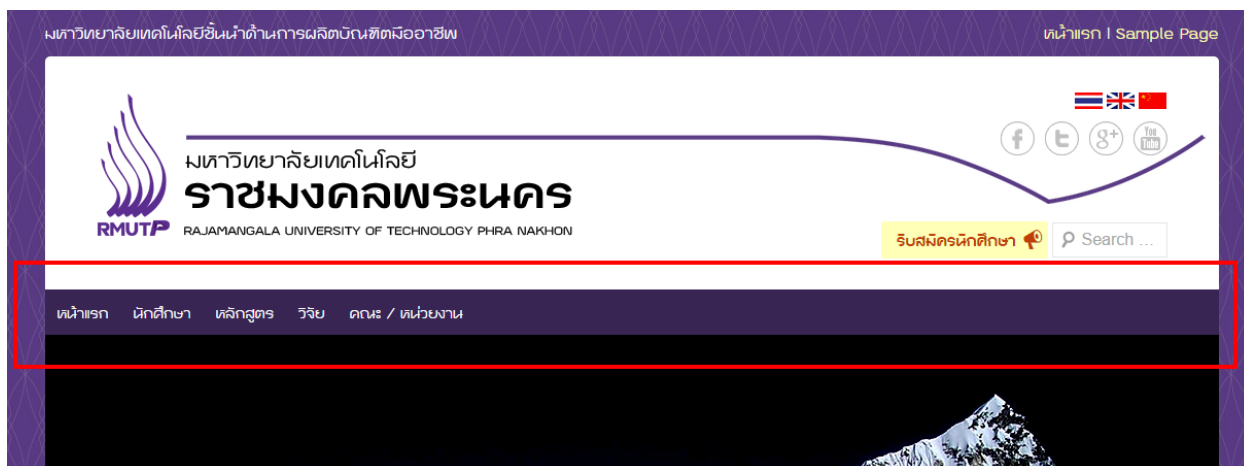 มหาวิทยาลัยเทคโนโลยีชั้นนำด้านการผลิตบัณฑิตมืออาชีพ
หน้าแรก | Sample Page
f t g+ You Tube
มหาวิทยาลัยเทคโนโลยี
ราชมงคลพระนคร
RMUTP
RAJAMANGALA UNIVERSITY OF TECHNOLOGY PHRA NAKHON
รับสมัครนักศึกษา
Search ...
หน้าแรก นักศึกษา หลักสูตร วิจัย คณะ / หน่วยงาน